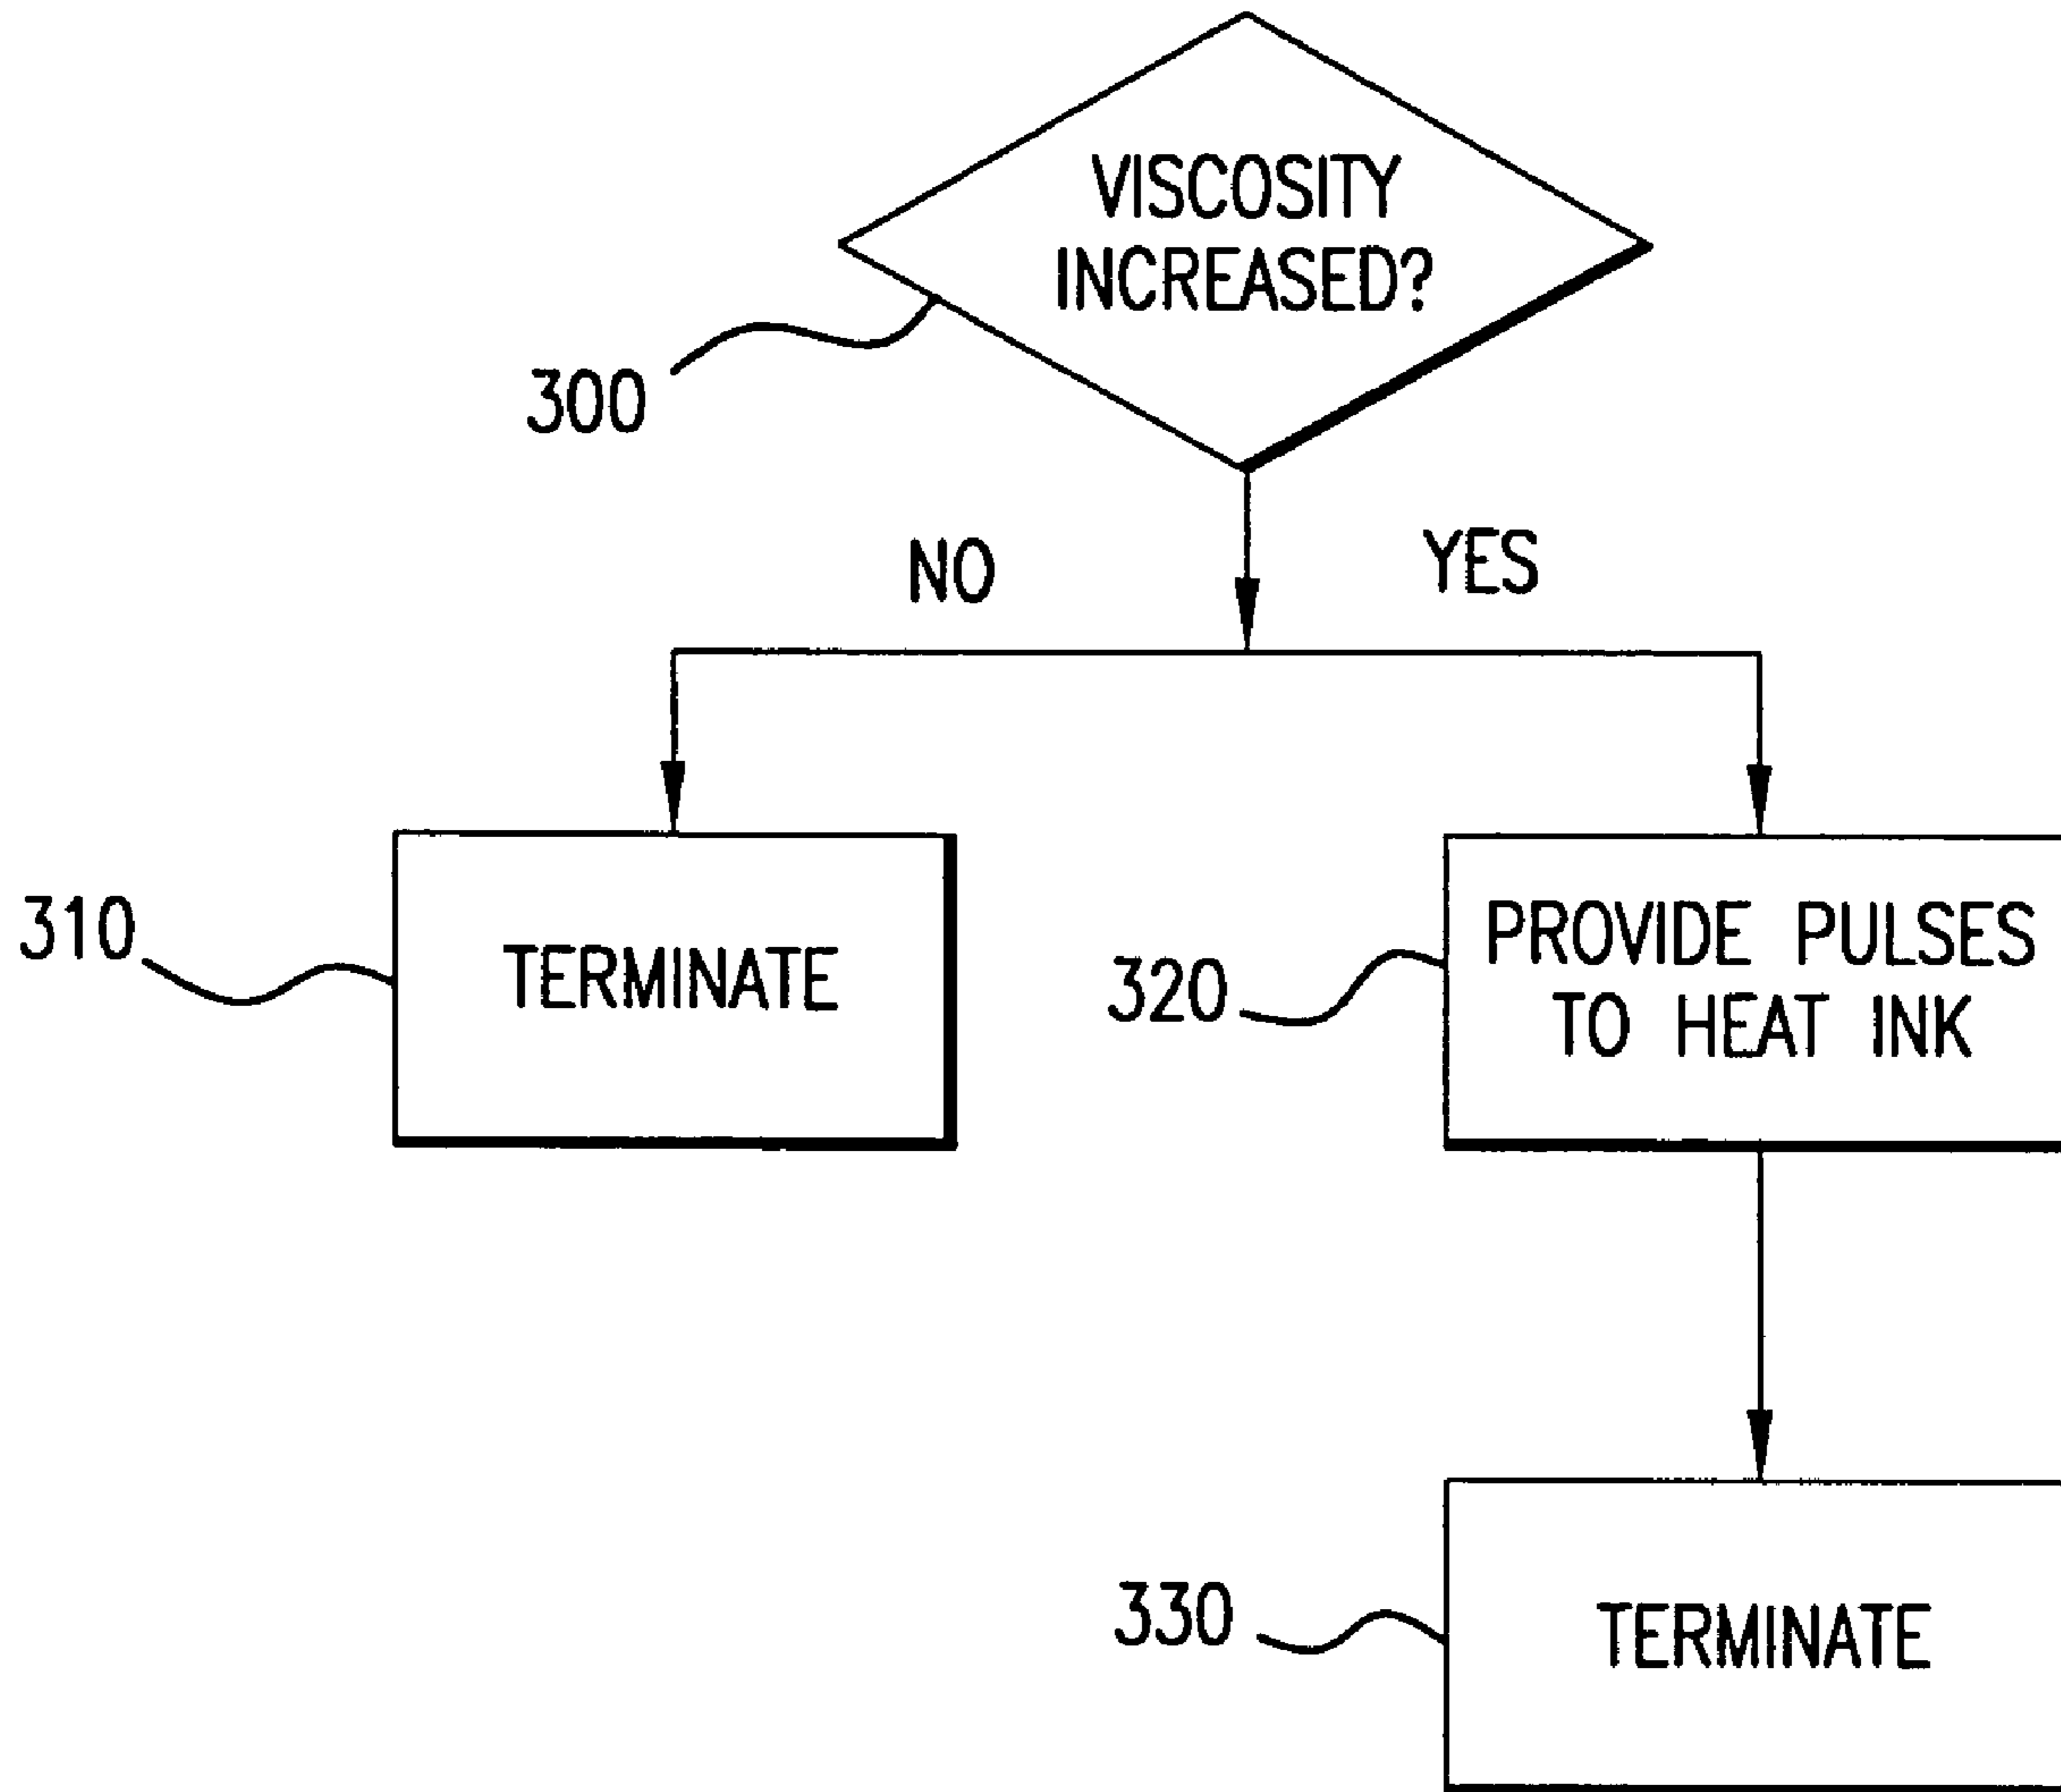 VISCOSITY
INCREASED?
300
NO
YES
310
TERMINATE
320
PROVIDE PULSES
TO HEAT INK
330
TERMINATE